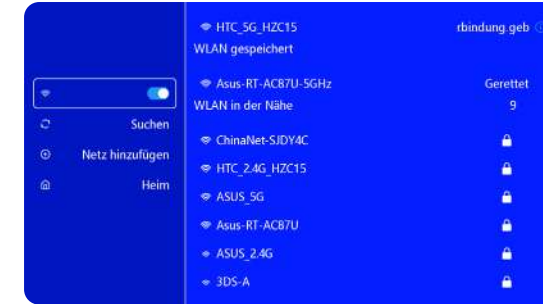 Suchen
Netz hinzufügen
Heim
HTC_5G_HZC15 rbindung.geb
WLAN gespeichert
Asus-RT-AC87U-5GHz Gerettet
WLAN in der Nähe 9
ChinaNet-SJDY4C
HTC_2.4G_HZC15
ASUS_5G
Asus-RT-AC87U
ASUS_2.4G
3DS-A